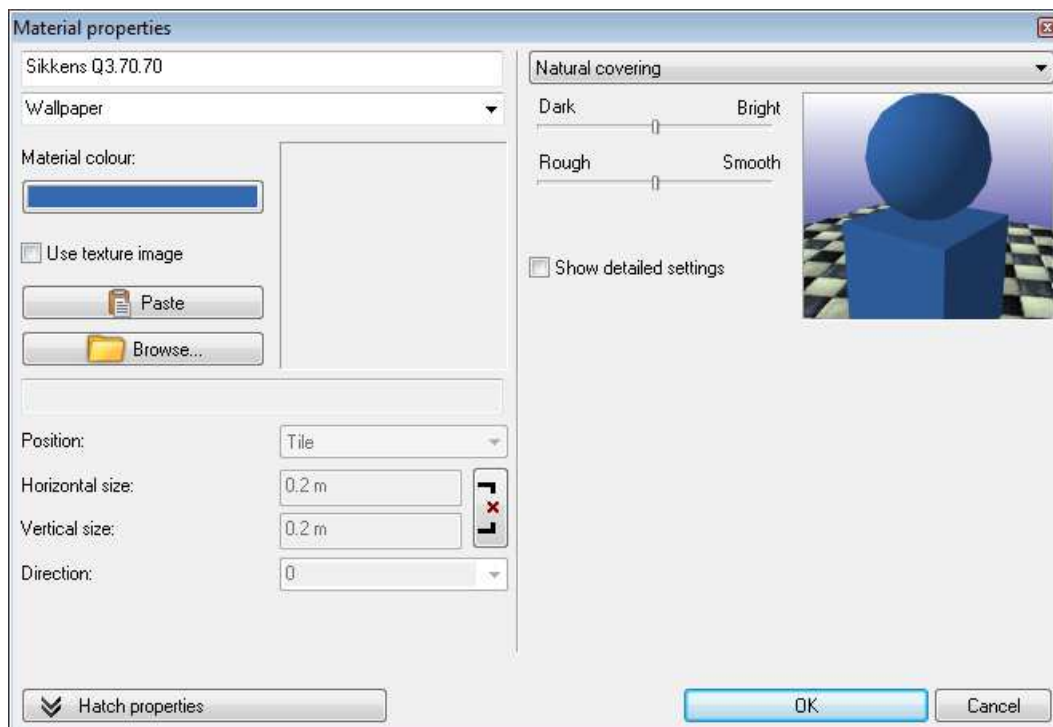 Material properties
Sikkens Q3.70.70
Wallpaper
Material colour:
Use texture image
Paste
Browse...
Position:
Tile
Horizontal size:
0.2 m
Vertical size:
0.2 m
Direction:
0
Natural covering
Dark Bright
Rough Smooth
Show detailed settings
Hatch properties
OK
Cancel